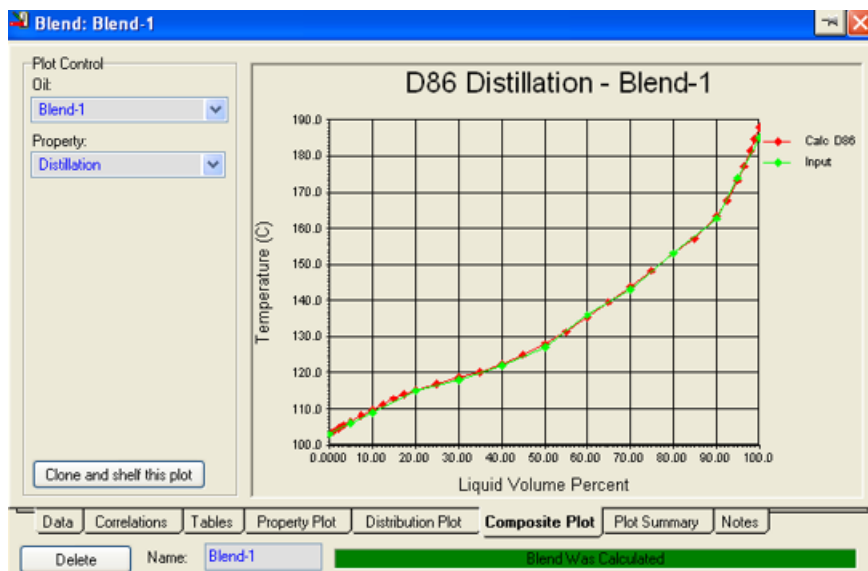 Blend: Blend-1
Plot Control
Oil:
Blend-1
Property:
Distillation
Clone and shelf this plot
D86 Distillation - Blend-1
Temperature (C)
190.0
180.0
170.0
160.0
150.0
140.0
130.0
120.0
110.0
100.0
0.0000 10.00 20.00 30.00 40.00 50.00 60.00 70.00 80.00 90.00 100.0
Liquid Volume Percent
Calc D86
Input
Data Correlations Tables Property Plot Distribution Plot Composite Plot Plot Summary Notes
Delete Name: Blend-1 Blend Was Calculated